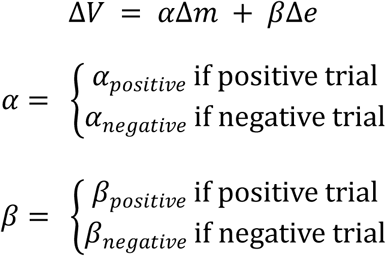 ΔV = αΔm + βΔe
α = { α_positive if positive trial
α_negative if negative trial
β = { β_positive if positive trial
β_negative if negative trial